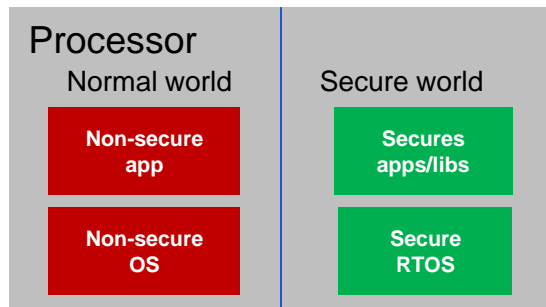 Processor
Normal world
Secure world
Non-secure
app
Secures
apps/libs
Non-secure
OS
Secure
RTOS